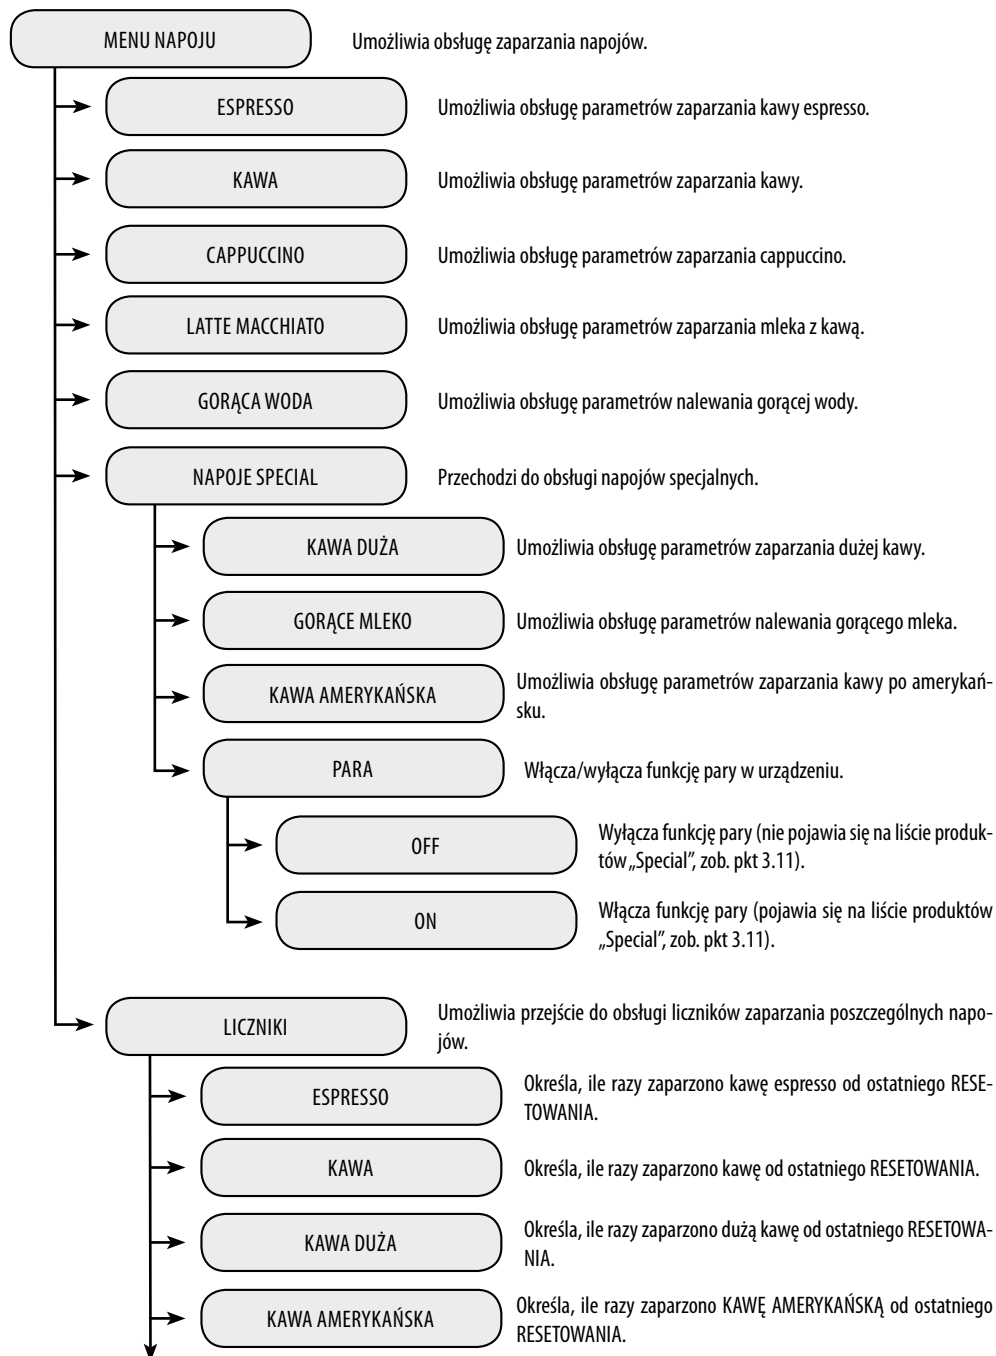 MENU NAPOJU
Umożliwia obsługę zaparzania napojów.
ESPRESSO
Umożliwia obsługę parametrów zaparzania kawy espresso.
KAWA
Umożliwia obsługę parametrów zaparzania kawy.
CAPPUCCINO
Umożliwia obsługę parametrów zaparzania cappuccino.
LATTE MACCHIATO
Umożliwia obsługę parametrów zaparzania mleka z kawą.
GORĄCA WODA
Umożliwia obsługę parametrów nalewania gorącej wody.
NAPOJE SPECIAL
Przechodzi do obsługi napojów specjalnych.
KAWA DUŻA
Umożliwia obsługę parametrów zaparzania dużej kawy.
GORĄCE MLEKO
Umożliwia obsługę parametrów nalewania gorącego mleka.
KAWA AMERYKAŃSKA
Umożliwia obsługę parametrów zaparzania kawy po amerykań-
sku.
PARA
Włącza/wyłącza funkcję pary w urządzeniu.
OFF
Wyłącza funkcję pary (nie pojawia się na liście produk-
tów „Special”, zob. pkt 3.11).
ON
Włącza funkcję pary (pojawia się na liście produktów
„Special”, zob. pkt 3.11).
LICZNIKI
Umożliwia przejście do obsługi liczników zaparzania poszczególnych napo-
jów.
ESPRESSO
Określa, ile razy zaparzono kawę espresso od ostatniego RESE-
TOWANIA.
KAWA
Określa, ile razy zaparzono kawę od ostatniego RESETOWANIA.
KAWA DUŻA
Określa, ile razy zaparzono dużą kawę od ostatniego RESETOWA-
NIA.
KAWA AMERYKAŃSKA
Określa, ile razy zaparzono KAWĘ AMERYKAŃSKĄ od ostatniego
RESETOWANIA.